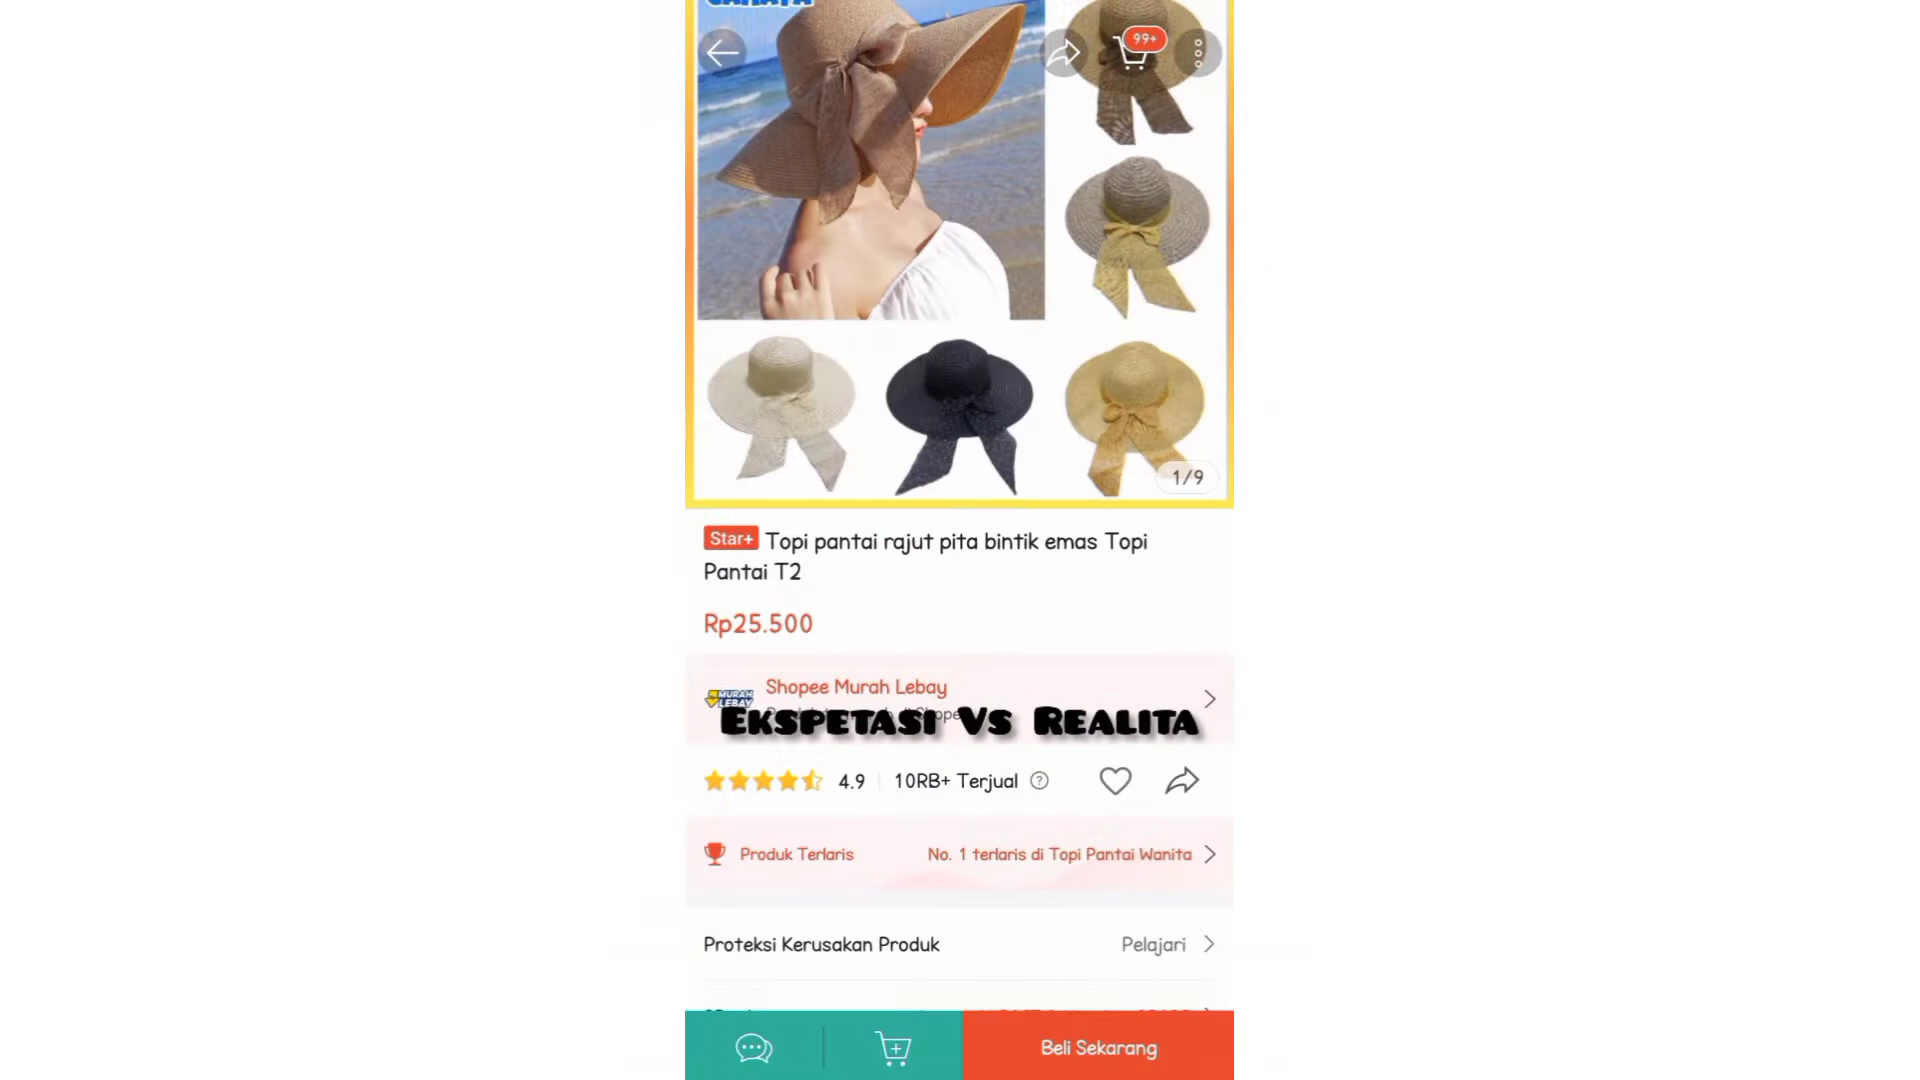 99+
1/9
Star+ Topi pantai rajut pita bintik emas Topi
Pantai T2
Rp25.500
MURAH
LEBAY
Shopee Murah Lebay
Ekspetasi Vs Realita
4.9
10RB+ Terjual
Produk Terlaris
No. 1 terlaris di Topi Pantai Wanita
Proteksi Kerusakan Produk
Pelajari
Beli Sekarang